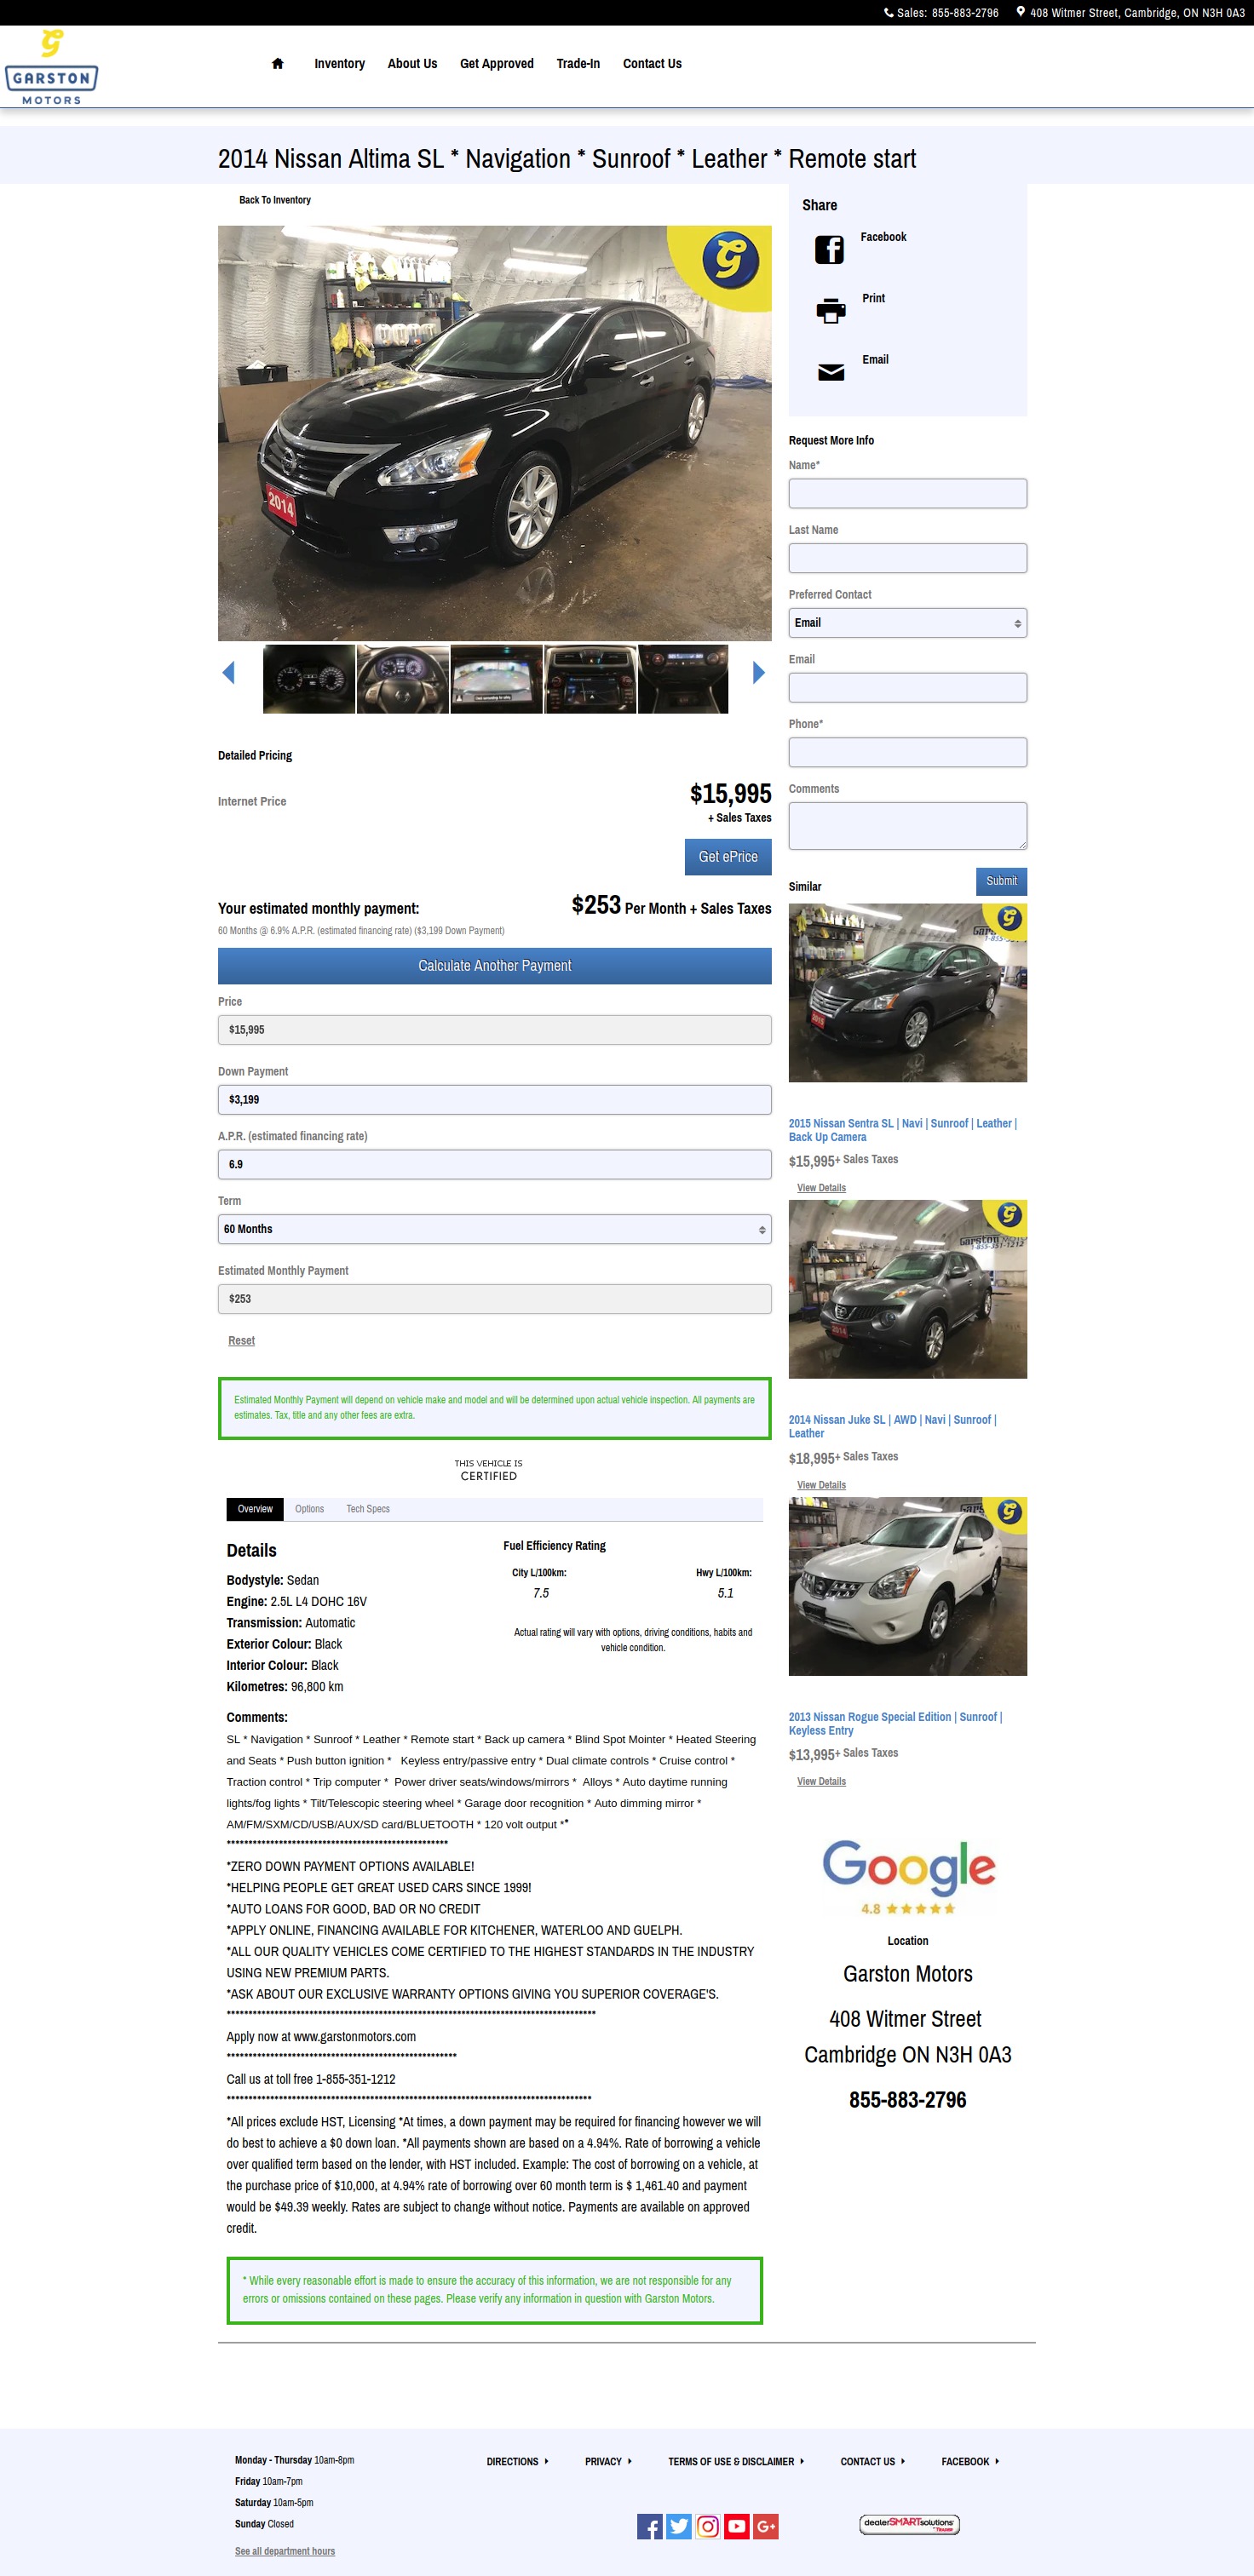 Sales: 855-883-2796 408 Witmer Street, Cambridge, ON N3H 0A3
G
GARSTON
MOTORS
Inventory About Us Get Approved Trade-In Contact Us
2014 Nissan Altima SL * Navigation * Sunroof * Leather * Remote start
Back To Inventory
G
2014
Detailed Pricing
Internet Price
$15,995
+ Sales Taxes
Get ePrice
Your estimated monthly payment: $253 Per Month + Sales Taxes
60 Months @ 6.9% A.P.R. (estimated financing rate) ($3,199 Down Payment)
Calculate Another Payment
Price
$15,995
Down Payment
$3,199
A.P.R. (estimated financing rate)
6.9
Term
60 Months
Estimated Monthly Payment
$253
Reset
Estimated Monthly Payment will depend on vehicle make and model and will be determined upon actual vehicle inspection. All payments are
estimates. Tax, title and any other fees are extra.
THIS VEHICLE IS
CERTIFIED
Overview Options Tech Specs
Details
Bodystyle: Sedan
Engine: 2.5L L4 DOHC 16V
Transmission: Automatic
Exterior Colour: Black
Interior Colour: Black
Kilometres: 96,800 km
Fuel Efficiency Rating
City L/100km: Hwy L/100km:
7.5 5.1
Actual rating will vary with options, driving conditions, habits and
vehicle condition.
Comments:
SL * Navigation * Sunroof * Leather * Remote start * Back up camera * Blind Spot Mointer * Heated Steering
and Seats * Push button ignition * Keyless entry/passive entry * Dual climate controls * Cruise control *
Traction control * Trip computer * Power driver seats/windows/mirrors * Alloys * Auto daytime running
lights/fog lights * Tilt/Telescopic steering wheel * Garage door recognition * Auto dimming mirror *
AM/FM/SXM/CD/USB/AUX/SD card/BLUETOOTH * 120 volt output **
*ZERO DOWN PAYMENT OPTIONS AVAILABLE!
*HELPING PEOPLE GET GREAT USED CARS SINCE 1999!
*AUTO LOANS FOR GOOD, BAD OR NO CREDIT
*APPLY ONLINE, FINANCING AVAILABLE FOR KITCHENER, WATERLOO AND GUELPH.
*ALL OUR QUALITY VEHICLES COME CERTIFIED TO THE HIGHEST STANDARDS IN THE INDUSTRY
USING NEW PREMIUM PARTS.
*ASK ABOUT OUR EXCLUSIVE WARRANTY OPTIONS GIVING YOU SUPERIOR COVERAGE'S.
Apply now at www.garstonmotors.com
Call us at toll free 1-855-351-1212
*All prices exclude HST, Licensing *At times, a down payment may be required for financing however we will
do best to achieve a $0 down loan. *All payments shown are based on a 4.94%. Rate of borrowing a vehicle
over qualified term based on the lender, with HST included. Example: The cost of borrowing on a vehicle, at
the purchase price of $10,000, at 4.94% rate of borrowing over 60 month term is $ 1,461.40 and payment
would be $49.39 weekly. Rates are subject to change without notice. Payments are available on approved
credit.
* While every reasonable effort is made to ensure the accuracy of this information, we are not responsible for any
errors or omissions contained on these pages. Please verify any information in question with Garston Motors.
Share
Facebook
Print
Email
Request More Info
Name*
Last Name
Preferred Contact
Email
Email
Phone*
Comments
Submit
Similar
G
2015 Nissan Sentra SL | Navi | Sunroof | Leather |
Back Up Camera
$15,995+ Sales Taxes
View Details
G
Garston
1-855-351-1212
2014
2014 Nissan Juke SL | AWD | Navi | Sunroof |
Leather
$18,995+ Sales Taxes
View Details
G
2013 Nissan Rogue Special Edition | Sunroof |
Keyless Entry
$13,995+ Sales Taxes
View Details
Google
4.8
Location
Garston Motors
408 Witmer Street
Cambridge ON N3H 0A3
855-883-2796
Monday - Thursday 10am-8pm
Friday 10am-7pm
Saturday 10am-5pm
Sunday Closed
See all department hours
DIRECTIONS PRIVACY TERMS OF USE & DISCLAIMER CONTACT US FACEBOOK
G+
dealerSMARTsolutions